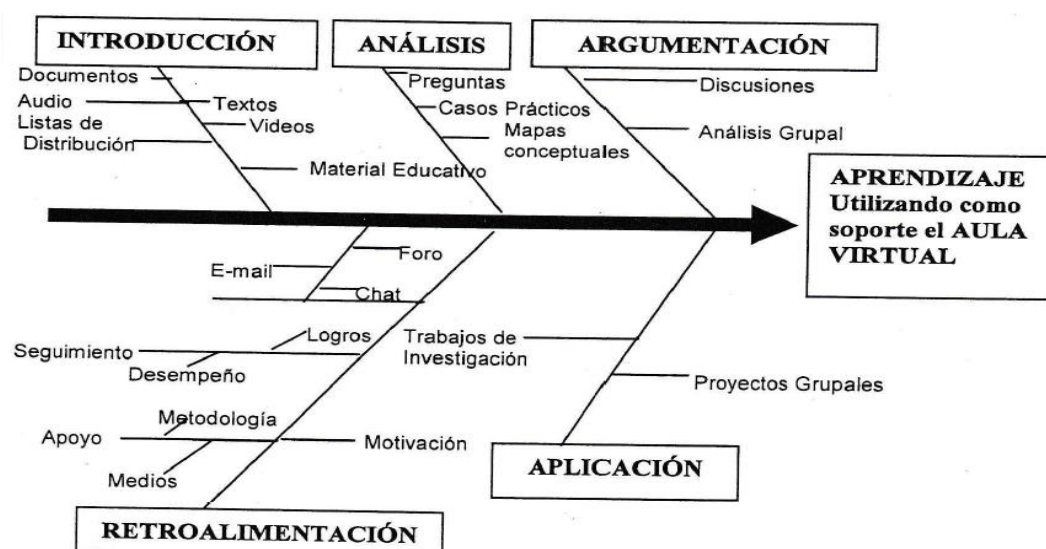 INTRODUCCIÓN
ANÁLISIS
ARGUMENTACIÓN
Documentos
Audio
Textos
Listas de
Distribución
Videos
Material Educativo
Preguntas
Casos Prácticos
Mapas
conceptuales
Discusiones
Análisis Grupal
APRENDIZAJE
Utilizando como
soporte el AULA
VIRTUAL
Foro
E-mail
Chat
Logros
Seguimiento
Desempeño
Metodología
Apoyo
Motivación
Medios
Trabajos de
Investigación
Proyectos Grupales
APLICACIÓN
RETROALIMENTACIÓN